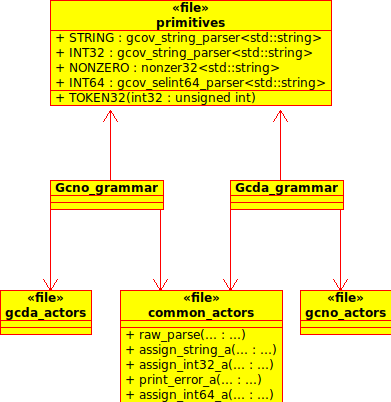 «file»
primitives
+ STRING : gcov_string_parser<std::string>
+ INT32 : gcov_string_parser<std::string>
+ NONZERO : nonzer32<std::string>
+ INT64 : gcov_selint64_parser<std::string>
+ TOKEN32(int32 : unsigned int)
Gcno_grammar
Gcda_grammar
«file»
gcda_actors
«file»
common_actors
+ raw_parse(... : ...)
+ assign_string_a(... : ...)
+ assign_int32_a(... : ...)
+ print_error_a(... : ...)
+ assign_int64_a(... : ...)
«file»
gcno_actors